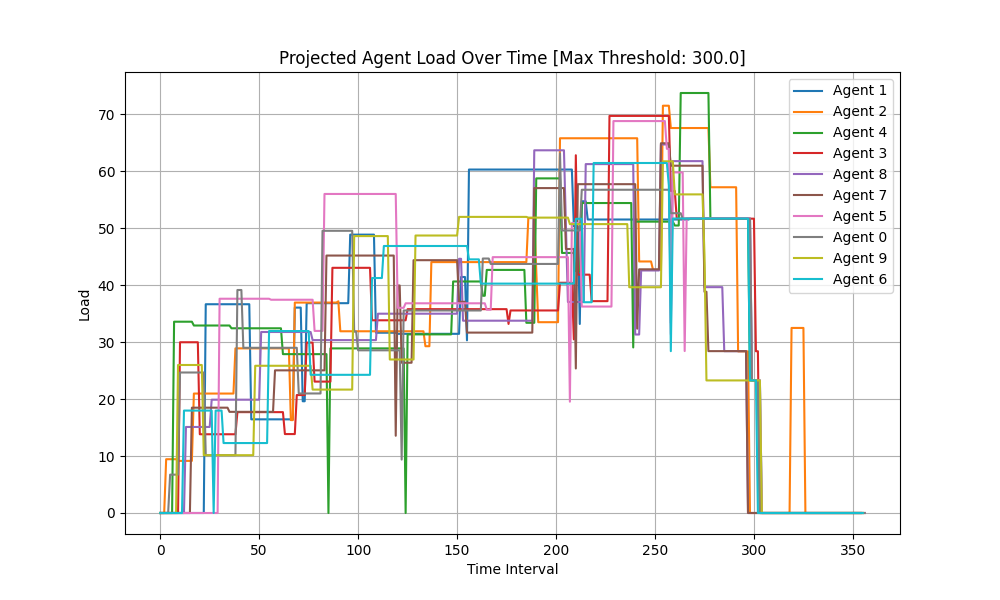 Projected Agent Load Over Time [Max Threshold: 300.0]
Load
70
60
50
40
30
20
10
0
0 50 100 150 200 250 300 350
Time Interval
Agent 1
Agent 2
Agent 4
Agent 3
Agent 8
Agent 7
Agent 5
Agent 0
Agent 9
Agent 6